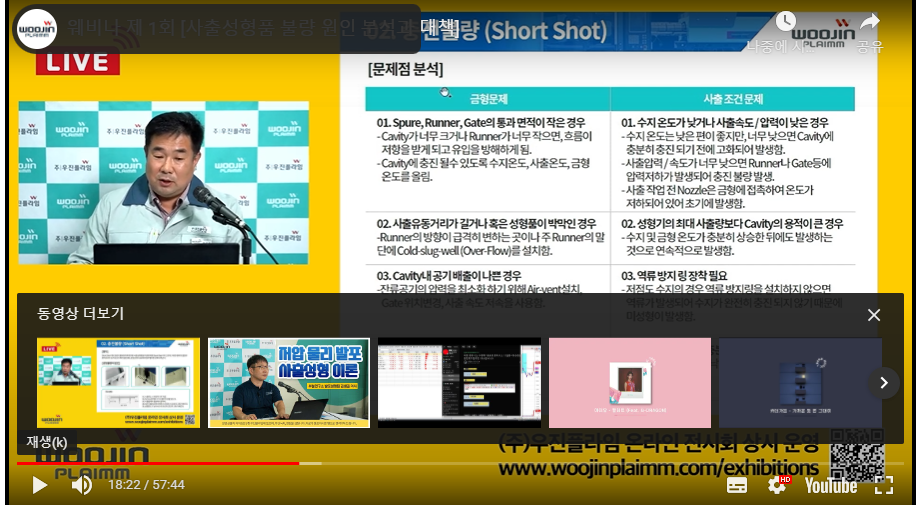 WOOJIN
PLAIMM
웨비나 제 1회 [사출성형품 불량 원인 분석과 대책]
02. 충전불량 (Short Shot)
WOOJIN
PLAIMM
나중에 시
공유
LIVE
[문제점 분석]
금형문제
사출 조건 문제
01. Spure, Runner, Gate의 통과 면적이 작은 경우
- Cavity가 너무 크거나 Runner가 너무 작으면, 흐름이
저항을 받게 되고 유입을 방해하게 됨.
- Cavity에 충진 될수 있도록 수지온도, 사출온도, 금형
온도를 올림.
01. 수지 온도가 낮거나 사출속도 / 압력이 낮은 경우
- 수지 온도는 낮은 편이 좋지만, 너무 낮으면 Cavity에
충분히 충진 되기 전에 고화되어 발생함.
- 사출압력 / 속도가 너무 낮으면 Runner나 Gate등에
압력저하가 발생되어 충진 불량 발생.
- 사출 작업 전 Nozzle은 금형에 접촉하여 온도가
저하되어 있어 초기에 발생함.
02. 사출유동거리가 길거나 혹은 성형품이 박막인 경우
-Runner의 방향이 급격히 변하는 곳이나 주 Runner의 말
단에 Cold-slug-well (Over-Flow)를 설치함.
02. 성형기의 최대 사출량보다 Cavity의 용적이 큰 경우
- 수지 및 금형 온도가 충분히 상승한 뒤에도 발생하는
것으로 연속적으로 발생함.
03. Cavity내 공기 배출이 나쁜 경우
- 잔류공기의 압력을 최소화 하기 위해 Air-vent설치,
Gate 위치변경, 사출 속도 저속을 사용함.
03. 역류 방지 링 장착 필요
- 저점도 수지의 경우 역류 방지링을 설치하지 않으면
역류가 발생되어 수지가 완전히 충진 되지 않기 때문에
미성형이 발생함.
동영상 더보기
저압 물리 발포
사출성형 이론
재생(k)
WOOJIN
PLAIMM
(주)우진플라임 온라인 전시회 상시 운영
www.woojinplaimm.com/exhibitions
18:22 / 57:44
HD
YouTube